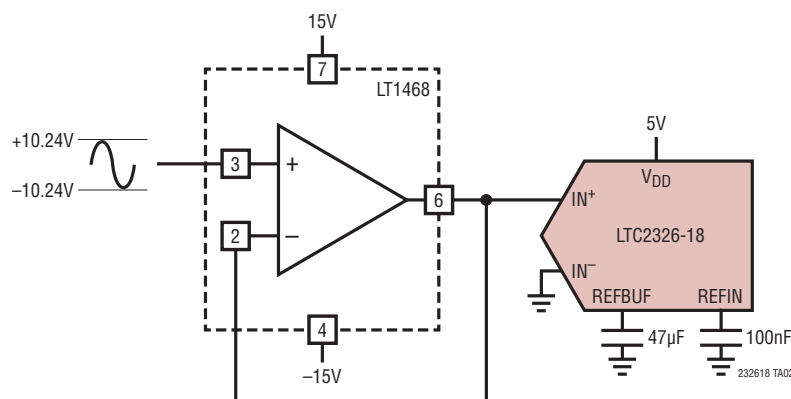 15V
7
LT1468
+10.24V
–10.24V
3
+
2
–
6
4
–15V
5V
VDD
IN+
LTC2326-18
IN–
REFBUF
REFIN
47µF
100nF
232618 TA02